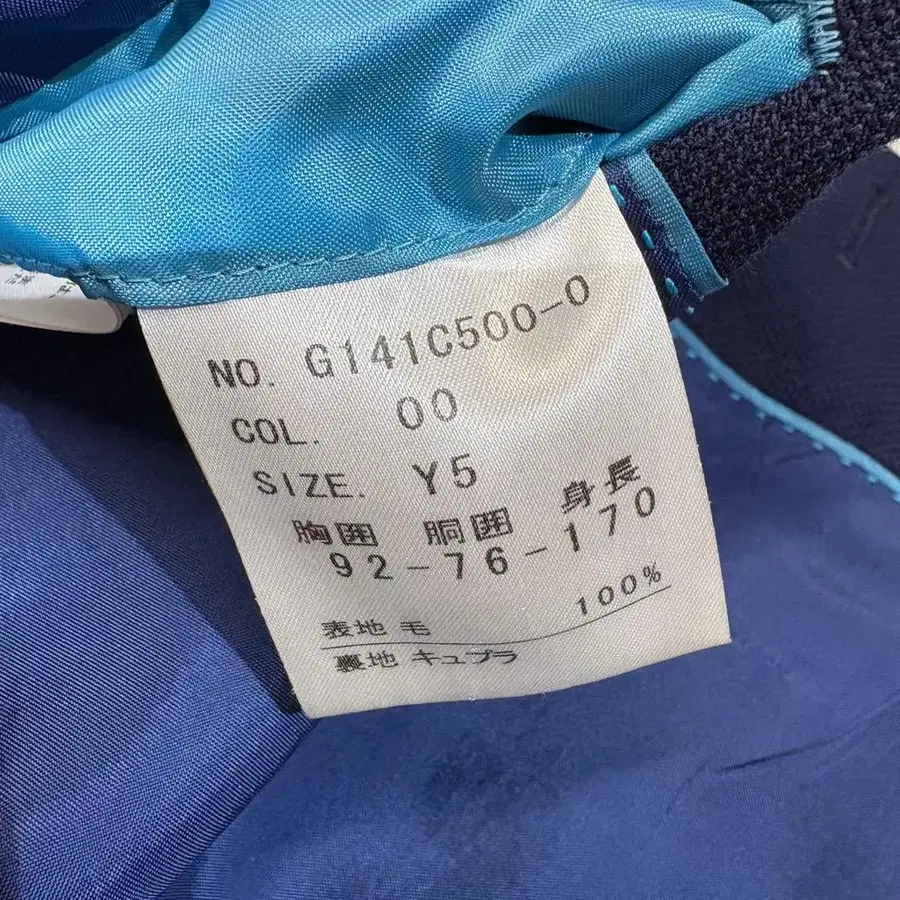 NO. G141C500-0
COL. 00
SIZE. Y5
胸囲 胴囲 身長
92-76-170
表地 毛 100%
裏地 キュプラ